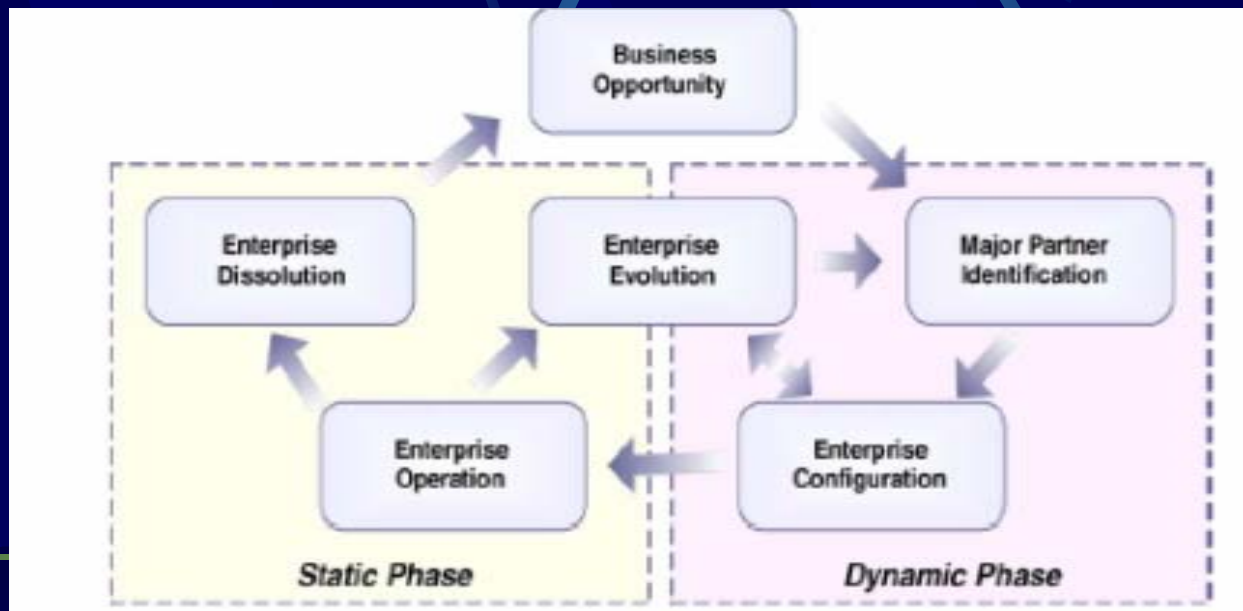 Business
Opportunity
Enterprise
Dissolution
Enterprise
Evolution
Major Partner
Identification
Enterprise
Operation
Enterprise
Configuration
Static Phase
Dynamic Phase